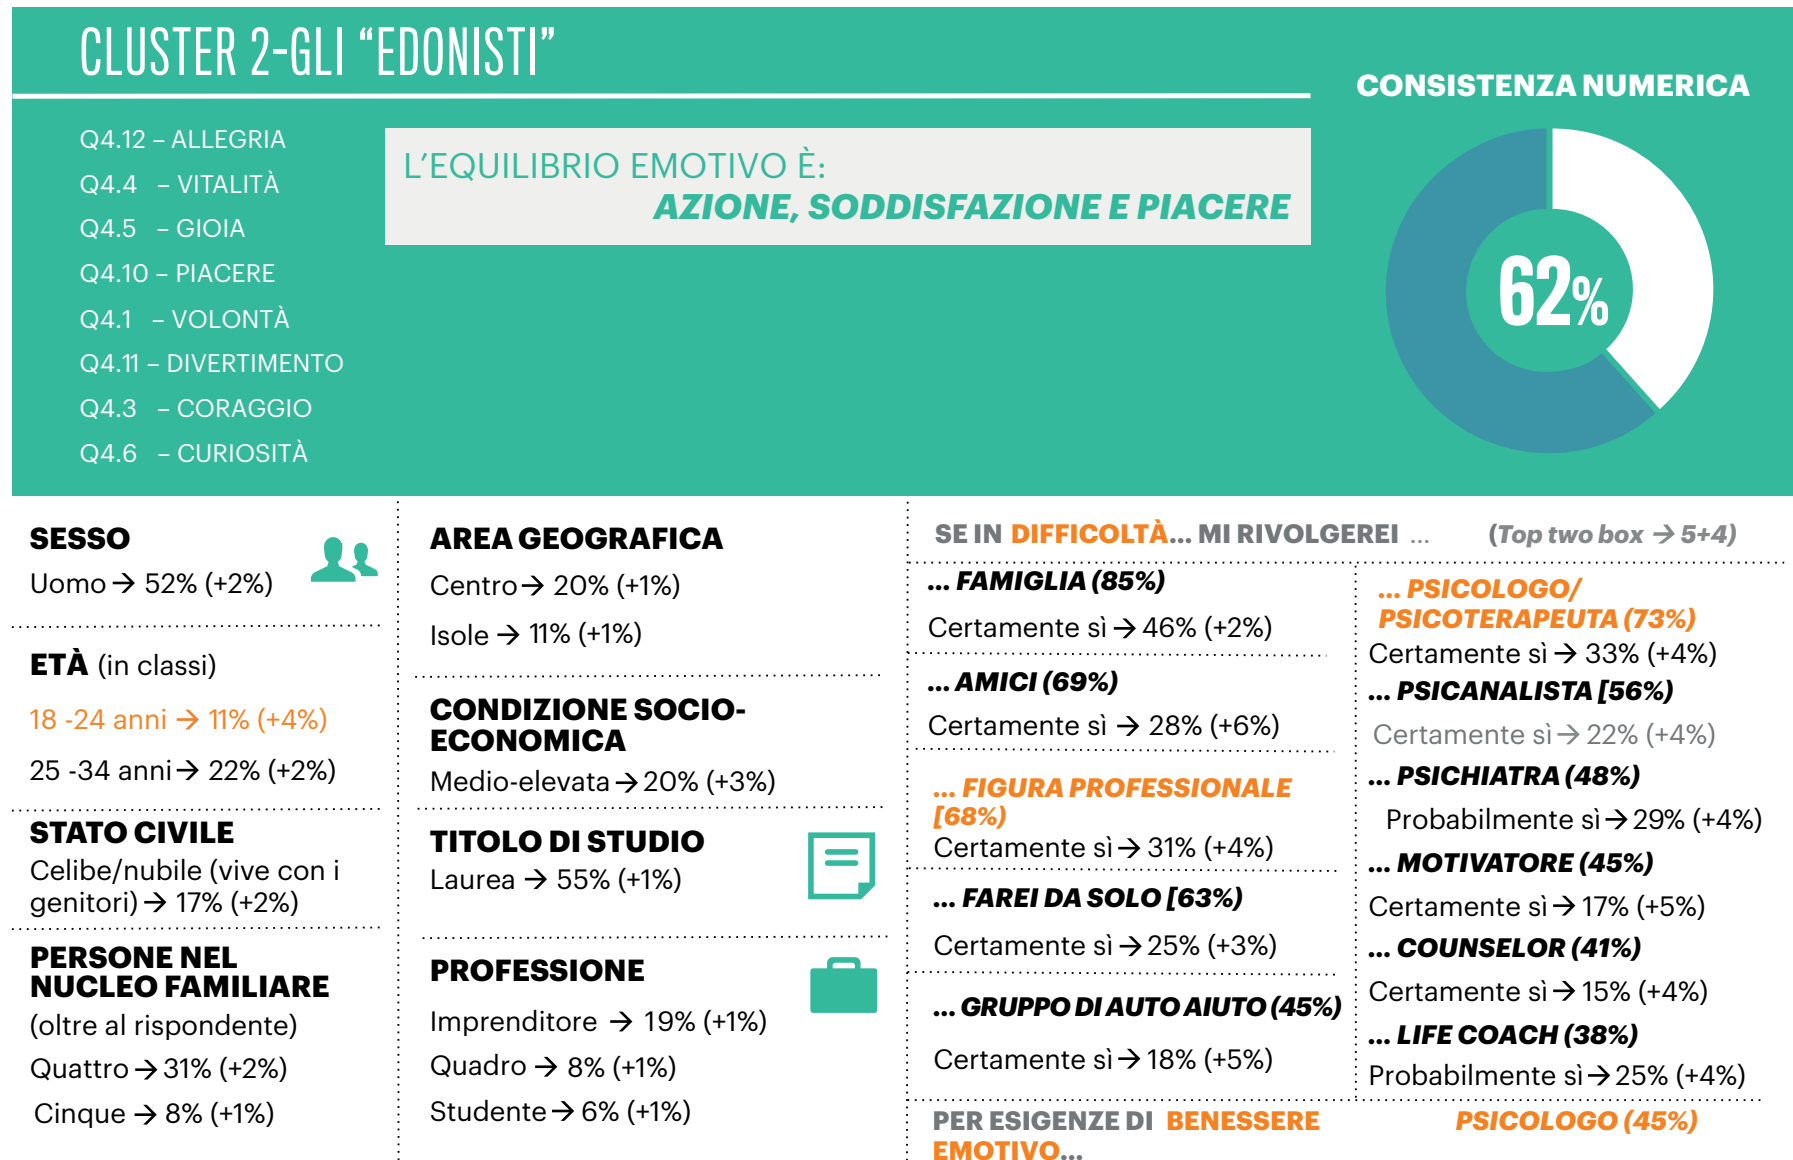 CLUSTER 2-GLI “EDONISTI”
CONSISTENZA NUMERICA
Q4.12 – ALLEGRIA
Q4.4 – VITALITÀ
Q4.5 – GIOIA
Q4.10 – PIACERE
Q4.1 – VOLONTÀ
Q4.11 – DIVERTIMENTO
Q4.3 – CORAGGIO
Q4.6 – CURIOSITÀ
L’EQUILIBRIO EMOTIVO È:
AZIONE, SODDISFAZIONE E PIACERE
62%
SESSO
Uomo → 52% (+2%)
ETÀ (in classi)
18 -24 anni → 11% (+4%)
25 -34 anni → 22% (+2%)
STATO CIVILE
Celibe/nubile (vive con i
genitori) → 17% (+2%)
PERSONE NEL
NUCLEO FAMILIARE
(oltre al rispondente)
Quattro → 31% (+2%)
Cinque → 8% (+1%)
AREA GEOGRAFICA
Centro → 20% (+1%)
Isole → 11% (+1%)
CONDIZIONE SOCIO-
ECONOMICA
Medio-elevata → 20% (+3%)
TITOLO DI STUDIO
Laurea → 55% (+1%)
PROFESSIONE
Imprenditore → 19% (+1%)
Quadro → 8% (+1%)
Studente → 6% (+1%)
SE IN DIFFICOLTÀ... MI RIVOLGEREI ... (Top two box → 5+4)
... FAMIGLIA (85%)
Certamente sì → 46% (+2%)
... AMICI (69%)
Certamente sì → 28% (+6%)
... FIGURA PROFESSIONALE
[68%)
Certamente sì → 31% (+4%)
... FAREI DA SOLO [63%)
Certamente sì → 25% (+3%)
... GRUPPO DI AUTO AIUTO (45%)
Certamente sì → 18% (+5%)
... PSICOLOGO/
PSICOTERAPEUTA (73%)
Certamente sì → 33% (+4%)
... PSICANALISTA [56%)
Certamente sì → 22% (+4%)
... PSICHIATRA (48%)
Probabilmente sì → 29% (+4%)
... MOTIVATORE (45%)
Certamente sì → 17% (+5%)
... COUNSELOR (41%)
Certamente sì → 15% (+4%)
... LIFE COACH (38%)
Probabilmente sì → 25% (+4%)
PER ESIGENZE DI BENESSERE
EMOTIVO...
PSICOLOGO (45%)